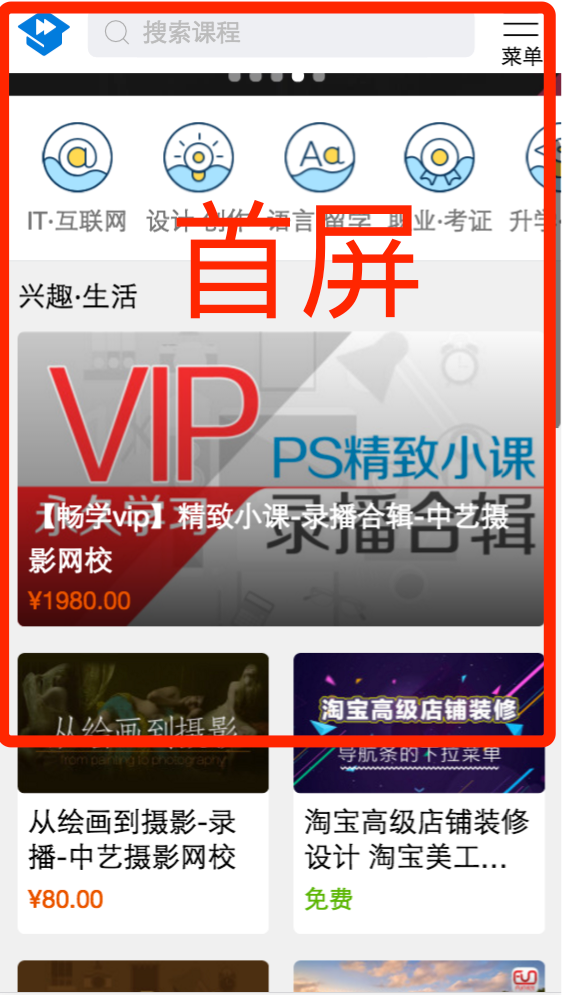 搜索课程
菜单
IT·互联网
设计·创作
语言·留学
职业·考证
升学·
首屏
兴趣·生活
VIP
PS精致小课
永久学习
录播合辑
【畅学vip】精致小课-录播合辑-中艺摄
影网校
¥1980.00
从绘画到摄影
from painting to photography
淘宝高级店铺装修
导航条的下拉菜单
从绘画到摄影-录
播-中艺摄影网校
¥80.00
淘宝高级店铺装修
设计 淘宝美工...
免费